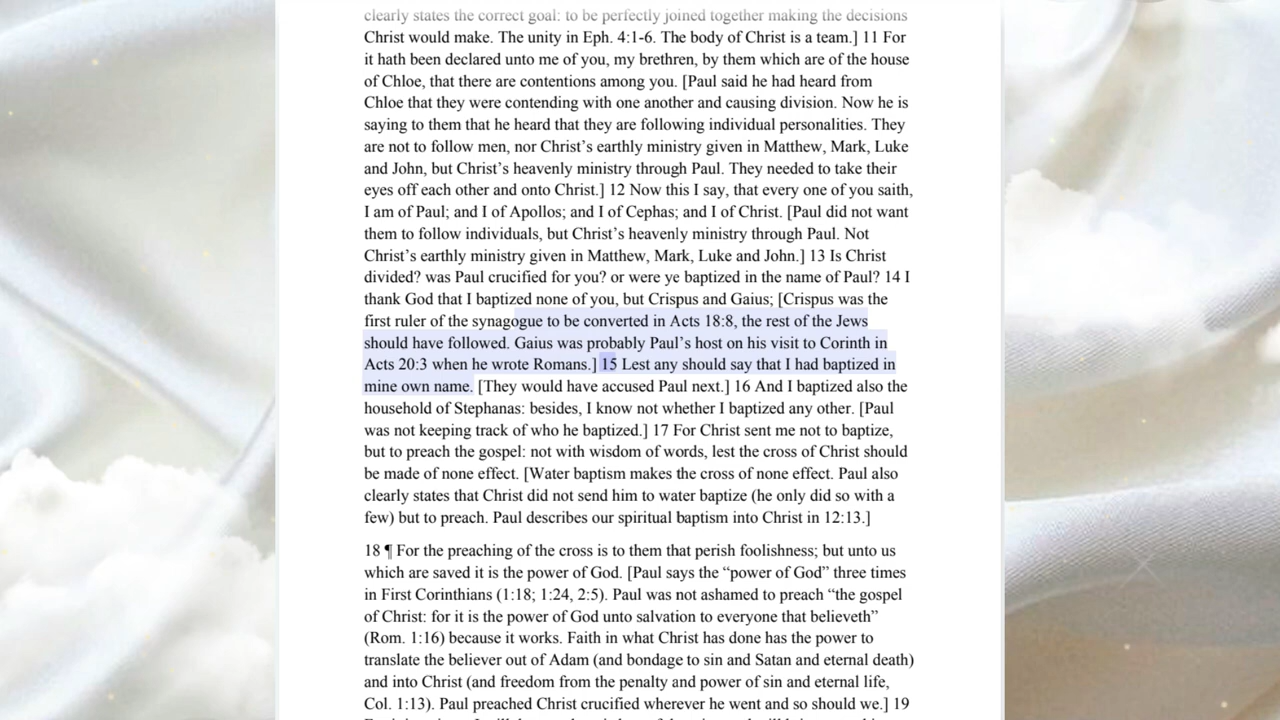 clearly states the correct goal: to be perfectly joined together making the decisions
Christ would make. The unity in Eph. 4:1-6. The body of Christ is a team.] 11 For
it hath been declared unto me of you, my brethren, by them which are of the house
of Chloe, that there are contentions among you. [Paul said he had heard from
Chloe that they were contending with one another and causing division. Now he is
saying to them that he heard that they are following individual personalities. They
are not to follow men, nor Christ’s earthly ministry given in Matthew, Mark, Luke
and John, but Christ’s heavenly ministry through Paul. They needed to take their
eyes off each other and onto Christ.] 12 Now this I say, that every one of you saith,
I am of Paul; and I of Apollos; and I of Cephas; and I of Christ. [Paul did not want
them to follow individuals, but Christ’s heavenly ministry through Paul. Not
Christ’s earthly ministry given in Matthew, Mark, Luke and John.] 13 Is Christ
divided? was Paul crucified for you? or were ye baptized in the name of Paul? 14 I
thank God that I baptized none of you, but Crispus and Gaius; [Crispus was the
first ruler of the synagogue to be converted in Acts 18:8, the rest of the Jews
should have followed. Gaius was probably Paul’s host on his visit to Corinth in
Acts 20:3 when he wrote Romans.] 15 Lest any should say that I had baptized in
mine own name. [They would have accused Paul next.] 16 And I baptized also the
household of Stephanas: besides, I know not whether I baptized any other. [Paul
was not keeping track of who he baptized.] 17 For Christ sent me not to baptize,
but to preach the gospel: not with wisdom of words, lest the cross of Christ should
be made of none effect. [Water baptism makes the cross of none effect. Paul also
clearly states that Christ did not send him to water baptize (he only did so with a
few) but to preach. Paul describes our spiritual baptism into Christ in 12:13.]
18 ¶ For the preaching of the cross is to them that perish foolishness; but unto us
which are saved it is the power of God. [Paul says the “power of God” three times
in First Corinthians (1:18; 1:24, 2:5). Paul was not ashamed to preach “the gospel
of Christ: for it is the power of God unto salvation to everyone that believeth”
(Rom. 1:16) because it works. Faith in what Christ has done has the power to
translate the believer out of Adam (and bondage to sin and Satan and eternal death)
and into Christ (and freedom from the penalty and power of sin and eternal life,
Col. 1:13). Paul preached Christ crucified wherever he went and so should we.] 19